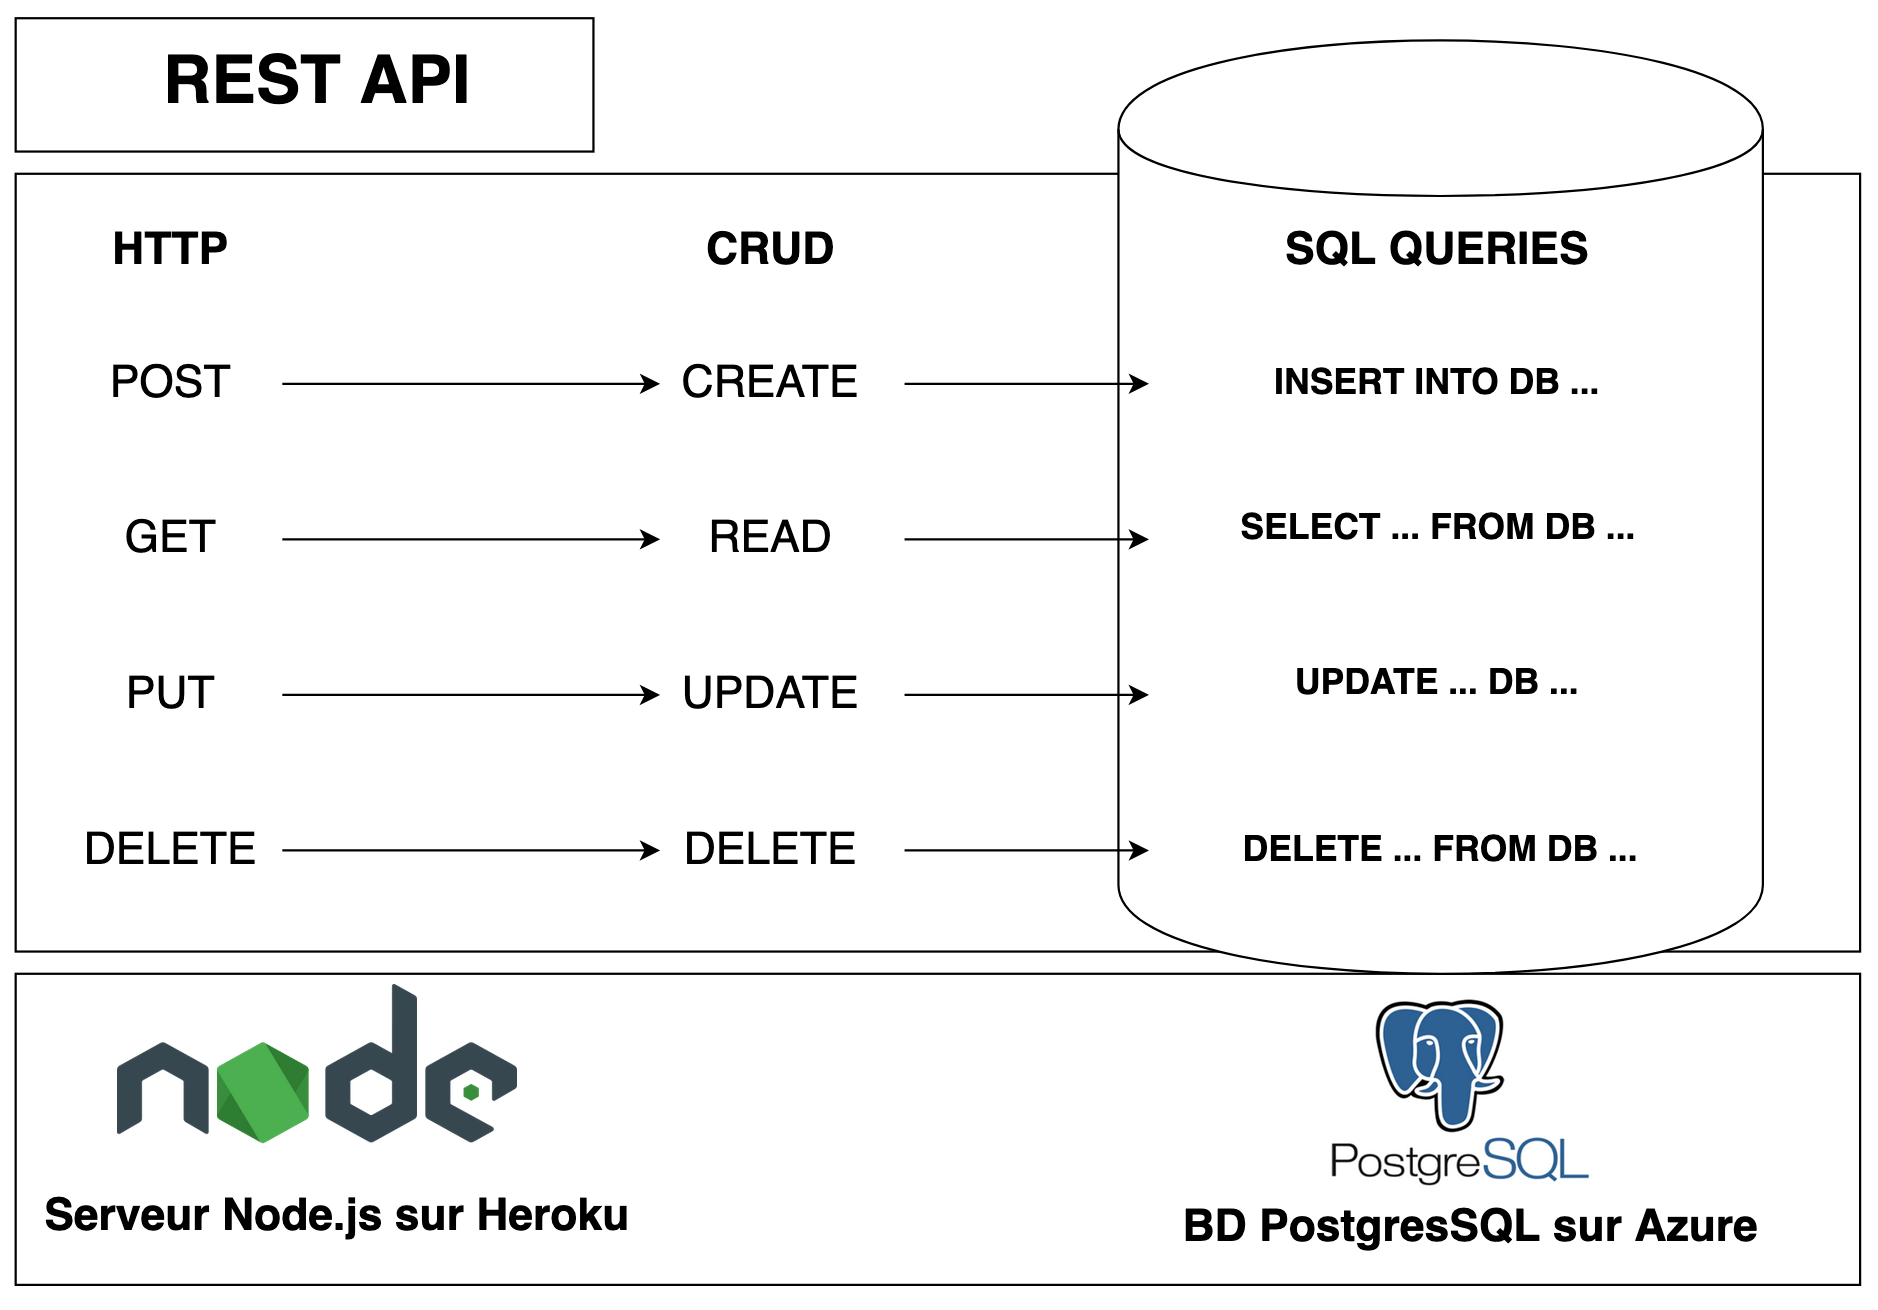 REST API
HTTP CRUD SQL QUERIES
POST CREATE INSERT INTO DB ...
GET READ SELECT ... FROM DB ...
PUT UPDATE UPDATE ... DB ...
DELETE DELETE DELETE ... FROM DB ...
node
PostgreSQL
Serveur Node.js sur Heroku
BD PostgresSQL sur Azure